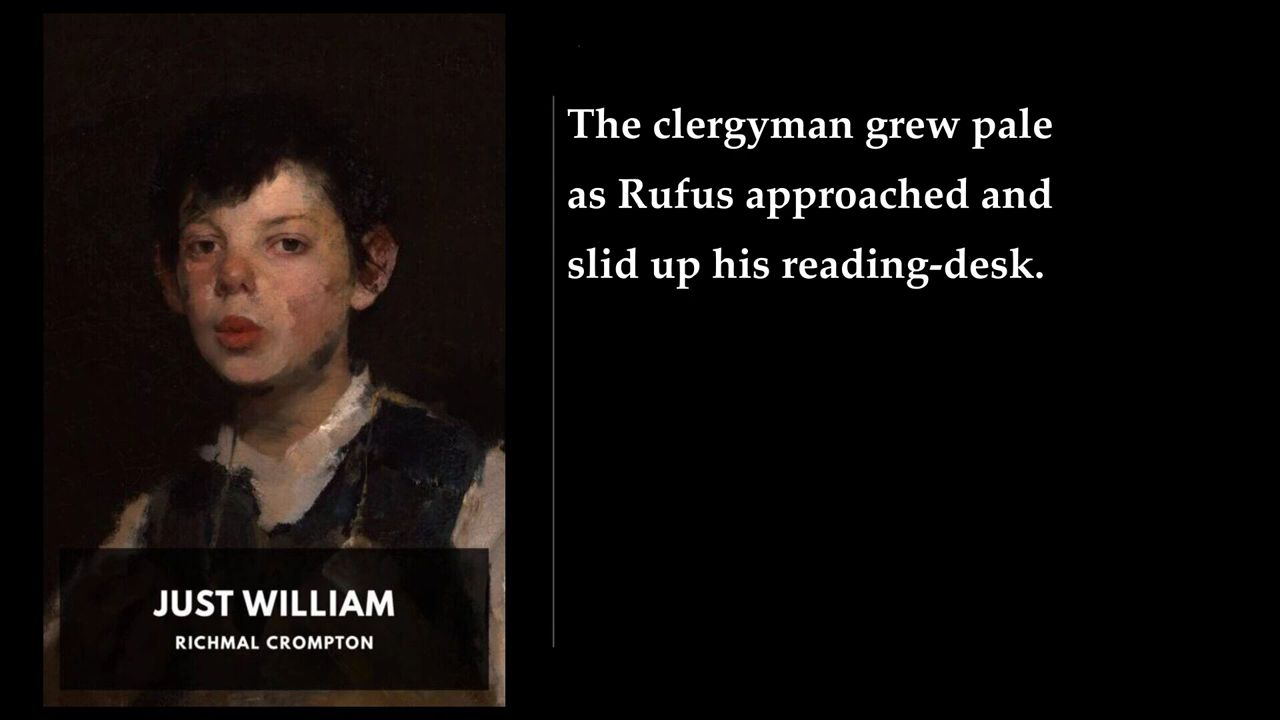 The clergyman grew pale
as Rufus approached and
slid up his reading-desk.
JUST WILLIAM
RICHMAL CROMPTON